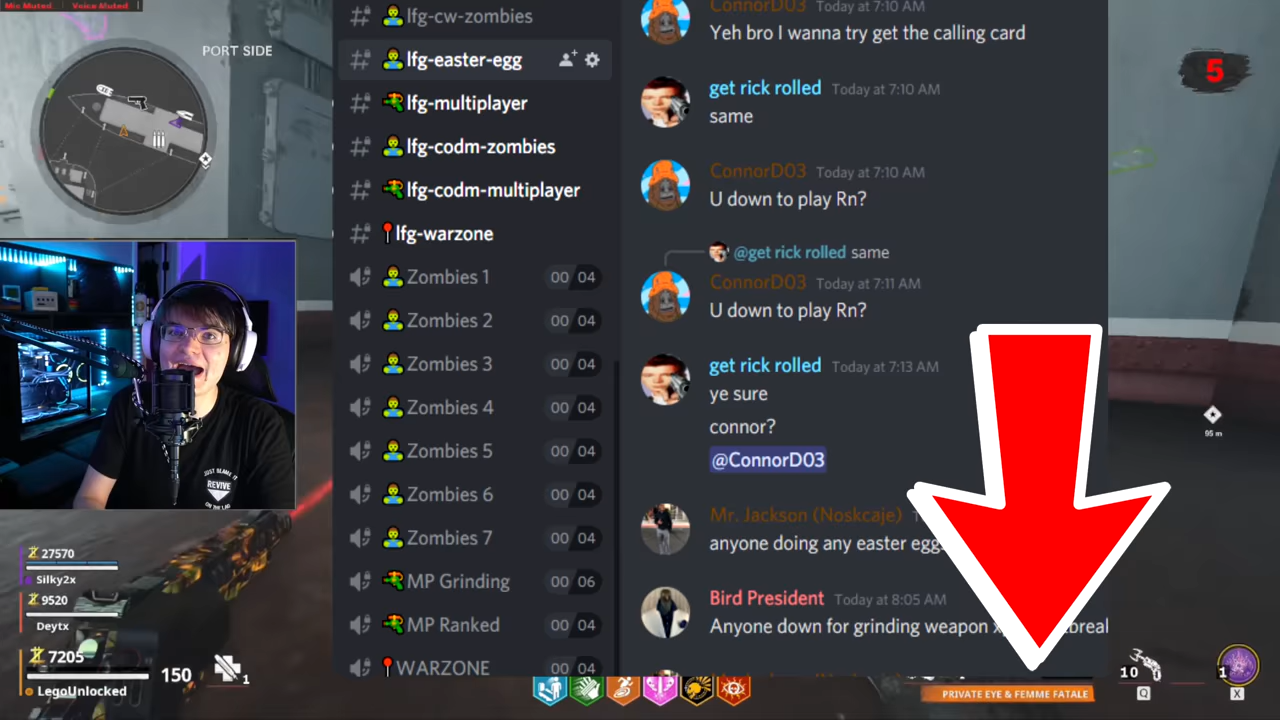 Mic Muted
Voice Muted
PORT SIDE
5
lfg-cw-zombies
lfg-easter-egg
lfg-multiplayer
lfg-codm-zombies
lfg-codm-multiplayer
lfg-warzone
Zombies 1 00 04
Zombies 2 00 04
Zombies 3 00 04
Zombies 4 00 04
Zombies 5 00 04
Zombies 6 00 04
Zombies 7 00 04
MP Grinding 00 06
MP Ranked 00 04
WARZONE 00 04
ConnorD03 Today at 7:10 AM
Yeh bro I wanna try get the calling card
get rick rolled Today at 7:10 AM
same
ConnorD03 Today at 7:10 AM
U down to play Rn?
@get rick rolled same
ConnorD03 Today at 7:11 AM
U down to play Rn?
get rick rolled Today at 7:13 AM
ye sure
connor?
@ConnorD03
Mr. Jackson (Noskcaje)
anyone doing any easter egg
Bird President Today at 8:05 AM
Anyone down for grinding weapon
95 m
JUST BEAM IT
REVIVE
27570
Silky2x
9520
Deytx
7205
LegoUnlocked
150
1
10
Q
1
X
PRIVATE EYE & FEMME FATALE